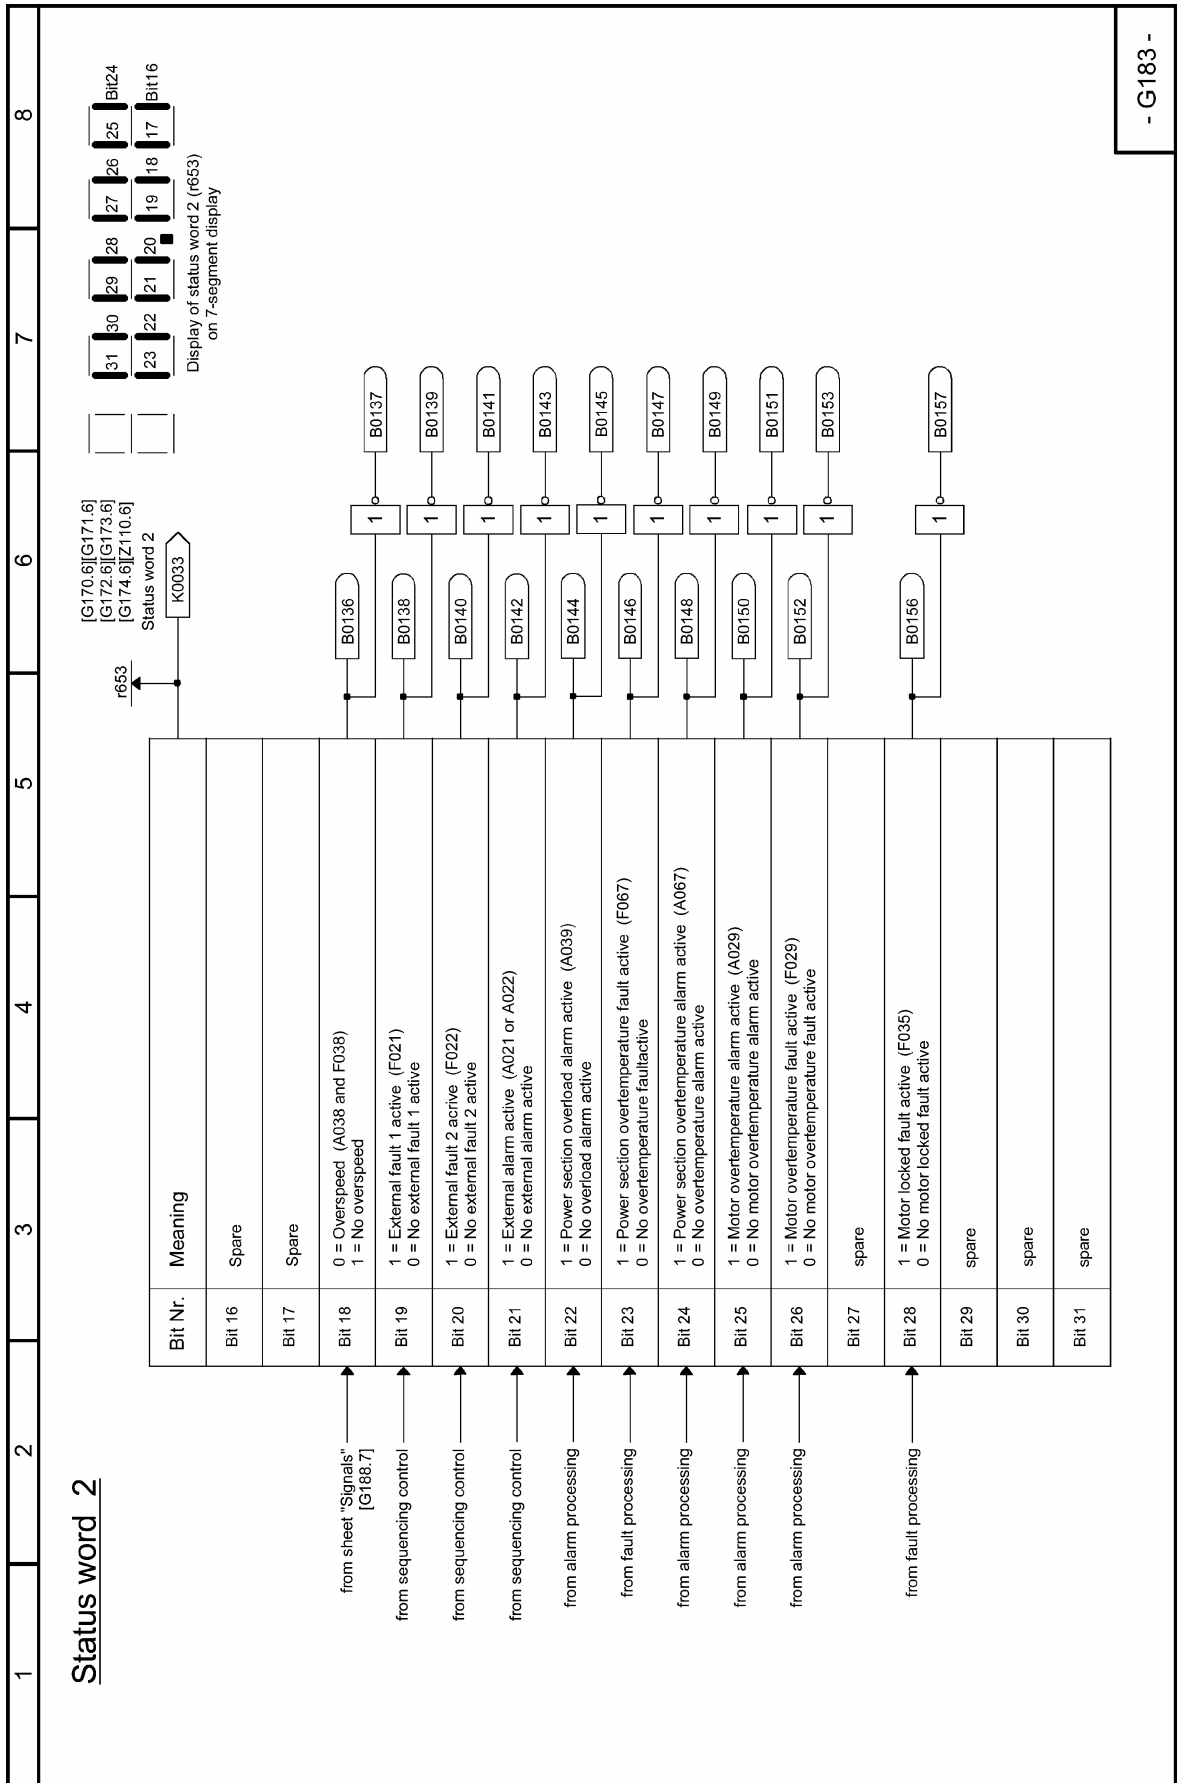 1 2 3 4 5 6 7 8
Status word 2
r653
[G170.6][G171.6]
[G172.6][G173.6]
[G174.6][Z110.6]
Status word 2
K0033
31 30 29 28 27 26 25 Bit24
23 22 21 20 19 18 17 Bit16
Display of status word 2 (r653)
on 7-segment display
Bit Nr. Meaning
Bit 16 Spare
Bit 17 Spare
from sheet "Signals"
[G188.7]
Bit 18 0 = Overspeed (A038 and F038)
1 = No overspeed
B0136 1 B0137
from sequencing control Bit 19 1 = External fault 1 active (F021)
0 = No external fault 1 active
B0138 1 B0139
from sequencing control Bit 20 1 = External fault 2 acrive (F022)
0 = No external fault 2 active
B0140 1 B0141
from sequencing control Bit 21 1 = External alarm active (A021 or A022)
0 = No external alarm active
B0142 1 B0143
from alarm processing Bit 22 1 = Power section overload alarm active (A039)
0 = No overload alarm active
B0144 1 B0145
from fault processing Bit 23 1 = Power section overtemperature fault active (F067)
0 = No overtemperature faultactive
B0146 1 B0147
from alarm processing Bit 24 1 = Power section overtemperature alarm active (A067)
0 = No overtemperature alarm active
B0148 1 B0149
from alarm processing Bit 25 1 = Motor overtemperature alarm active (A029)
0 = No motor overtemperature alarm active
B0150 1 B0151
from alarm processing Bit 26 1 = Motor overtemperature fault active (F029)
0 = No motor overtemperature fault active
B0152 1 B0153
Bit 27 spare
from fault processing Bit 28 1 = Motor locked fault active (F035)
0 = No motor locked fault active
B0156 1 B0157
Bit 29 spare
Bit 30 spare
Bit 31 spare
- G183 -